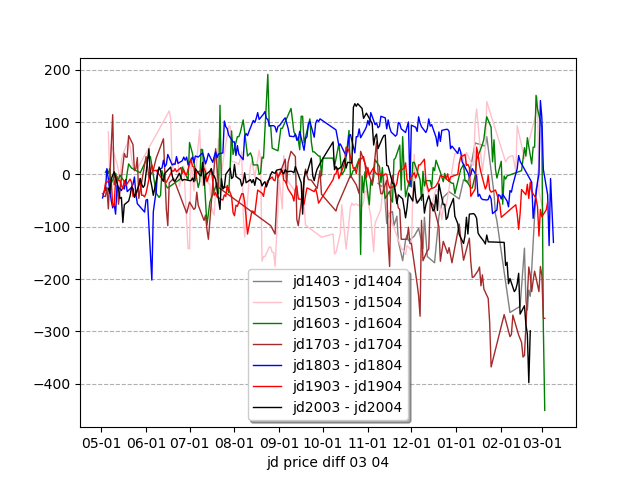 200
100
0
−100
−200
−300
−400
jd1403 - jd1404
jd1503 - jd1504
jd1603 - jd1604
jd1703 - jd1704
jd1803 - jd1804
jd1903 - jd1904
jd2003 - jd2004
05-01 06-01 07-01 08-01 09-01 10-01 11-01 12-01 01-01 02-01 03-01
jd price diff 03 04